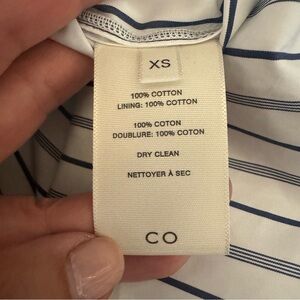 XS
100% COTTON
LINING: 100% COTTON
100% COTON
DOUBLURE: 100% COTON
DRY CLEAN
NETTOYER À SEC
CO